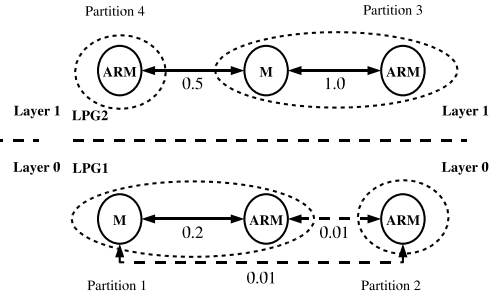 Partition 4
Partition 3
ARM
M
ARM
0.5
1.0
Layer 1
LPG2
Layer 1
Layer 0
LPG1
Layer 0
M
ARM
ARM
0.2
0.01
Partition 1
0.01
Partition 2